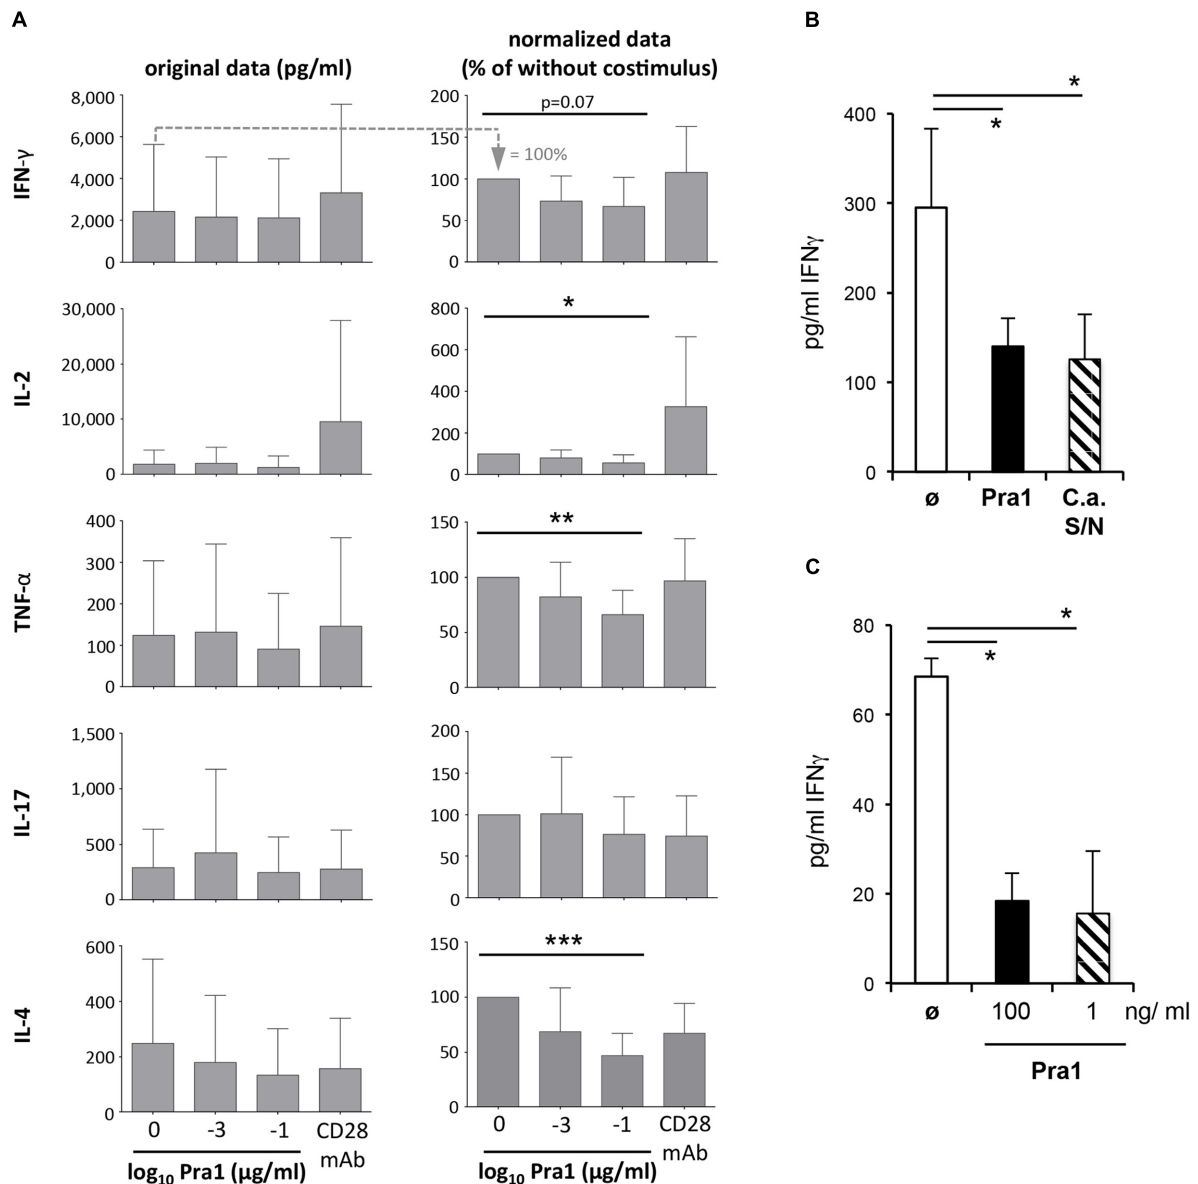 A
original data (pg/ml)
normalized data
(% of without costimulus)
IFN-γ
8,000
6,000
4,000
2,000
0
200
150
100
50
0
p=0.07
= 100%
IL-2
30,000
20,000
10,000
0
800
600
400
200
0
*
TNF-α
400
300
200
100
0
150
100
50
0
**
IL-17
1,500
1,000
500
0
200
150
100
50
0
IL-4
600
400
200
0
150
100
50
0
***
0 -3 -1 CD28 mAb
log10 Pra1 (μg/ml)
0 -3 -1 CD28 mAb
log10 Pra1 (μg/ml)
B
pg/ml IFNγ
400
300
200
100
0
*
*
ø Pra1 C.a.
S/N
C
pg/ml IFNγ
80
60
40
20
0
*
*
ø 100 1 ng/ ml
Pra1